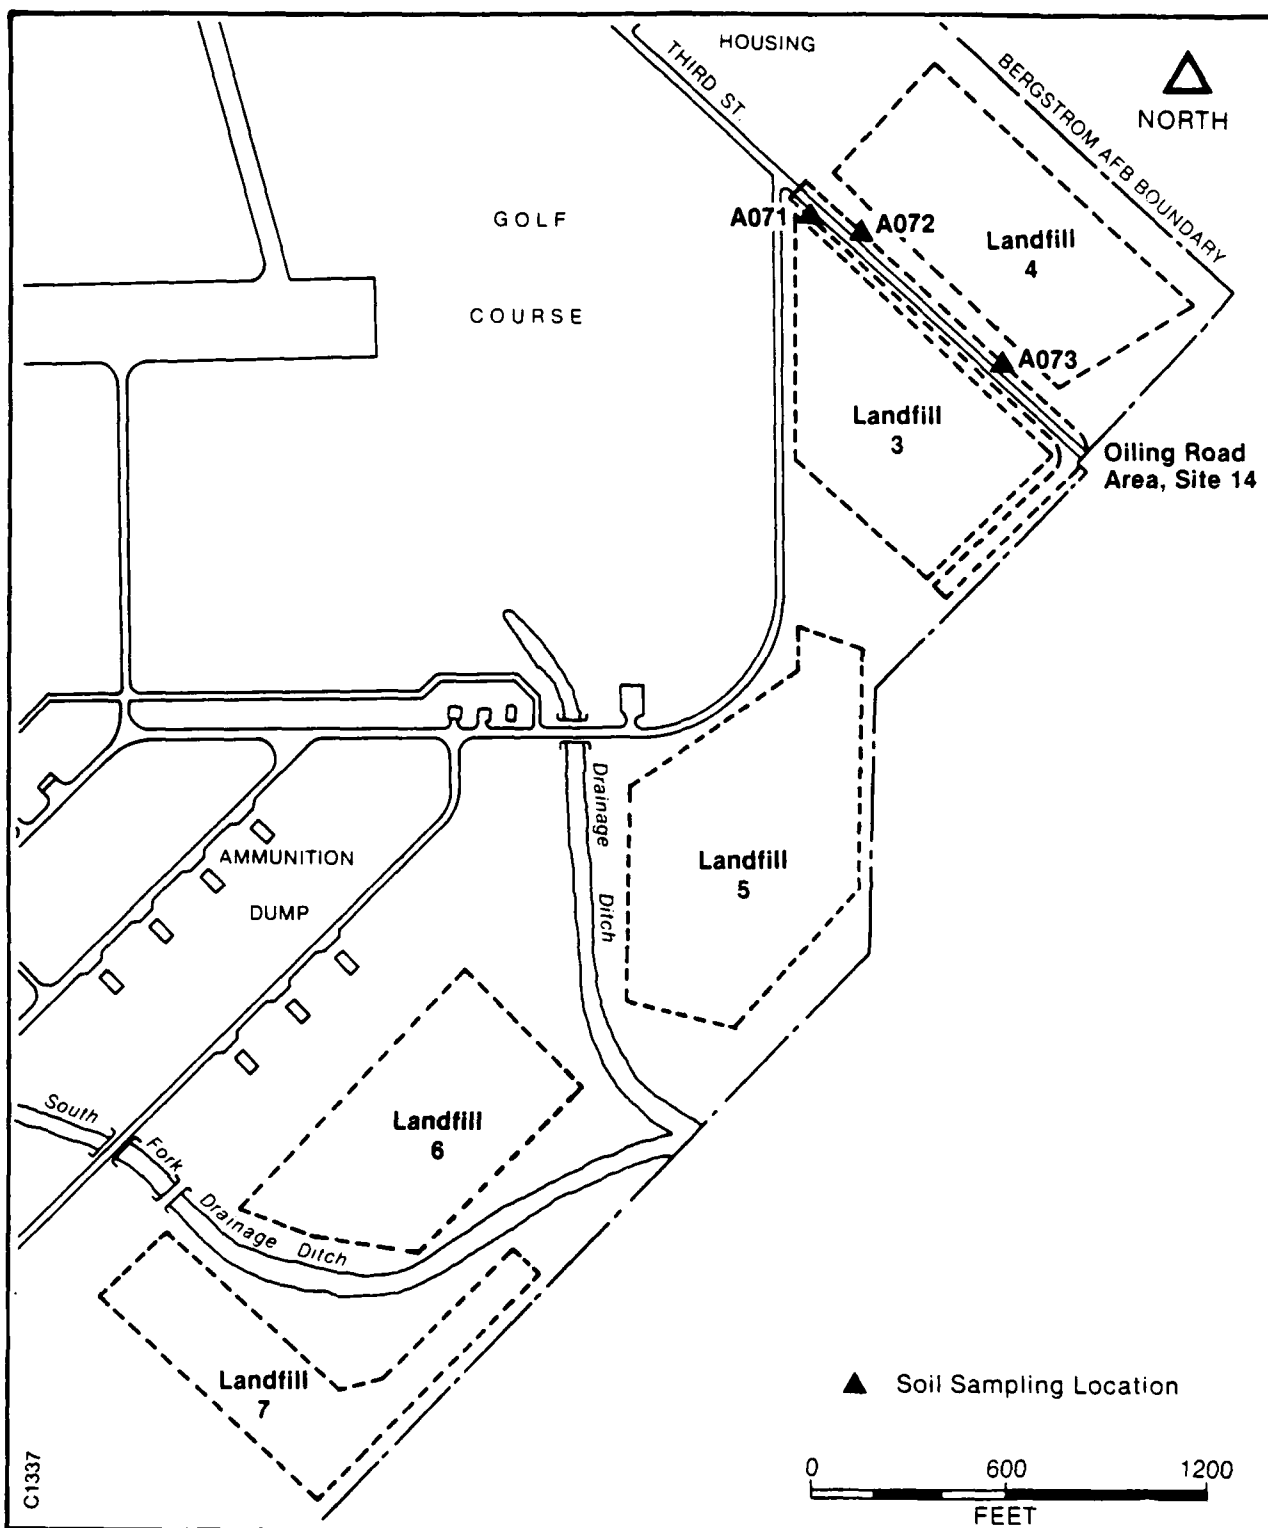 HOUSING
THIRD ST.
BERGSTROM AFB BOUNDARY
NORTH
GOLF
COURSE
A071
A072
Landfill
4
A073
Landfill
3
Oiling Road
Area, Site 14
Drainage
Ditch
Landfill
5
AMMUNITION
DUMP
Landfill
6
South
Fork
Drainage
Ditch
Landfill
7
Soil Sampling Location
0
600
1200
FEET
C1337